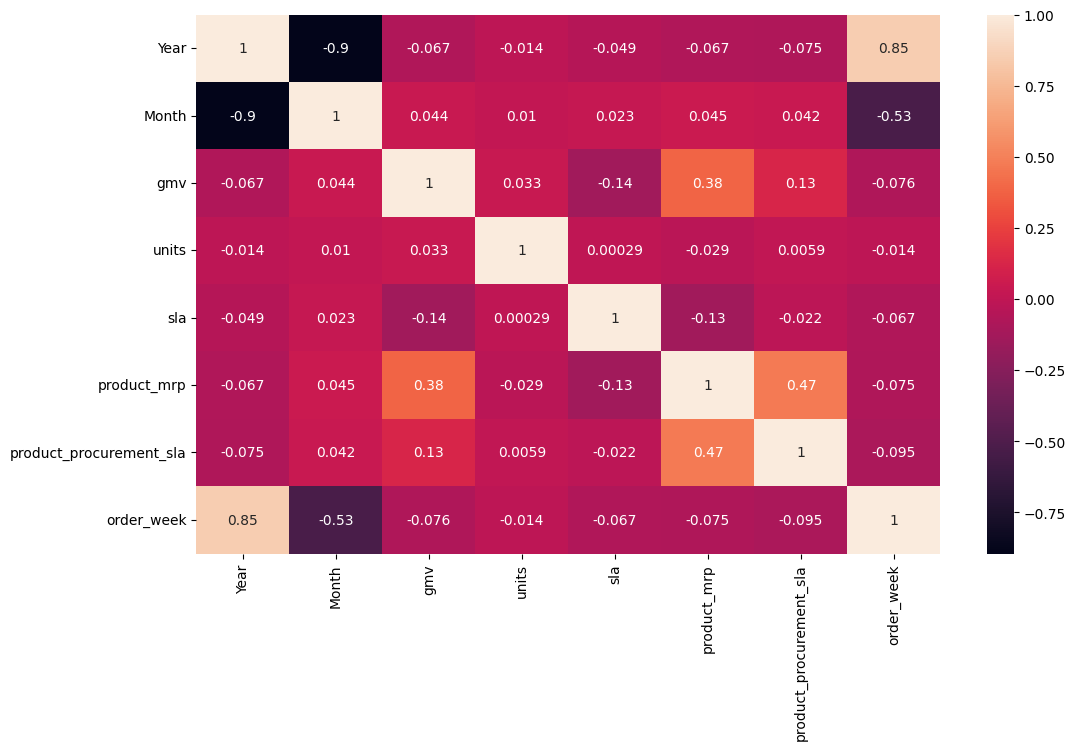 Year 1 -0.9 -0.067 -0.014 -0.049 -0.067 -0.075 0.85
Month -0.9 1 0.044 0.01 0.023 0.045 0.042 -0.53
gmv -0.067 0.044 1 0.033 -0.14 0.38 0.13 -0.076
units -0.014 0.01 0.033 1 0.00029 -0.029 0.0059 -0.014
sla -0.049 0.023 -0.14 0.00029 1 -0.13 -0.022 -0.067
product_mrp -0.067 0.045 0.38 -0.029 -0.13 1 0.47 -0.075
product_procurement_sla -0.075 0.042 0.13 0.0059 -0.022 0.47 1 -0.095
order_week 0.85 -0.53 -0.076 -0.014 -0.067 -0.075 -0.095 1
Year
Month
gmv
units
sla
product_mrp
product_procurement_sla
order_week
1.00
0.75
0.50
0.25
0.00
−0.25
−0.50
−0.75